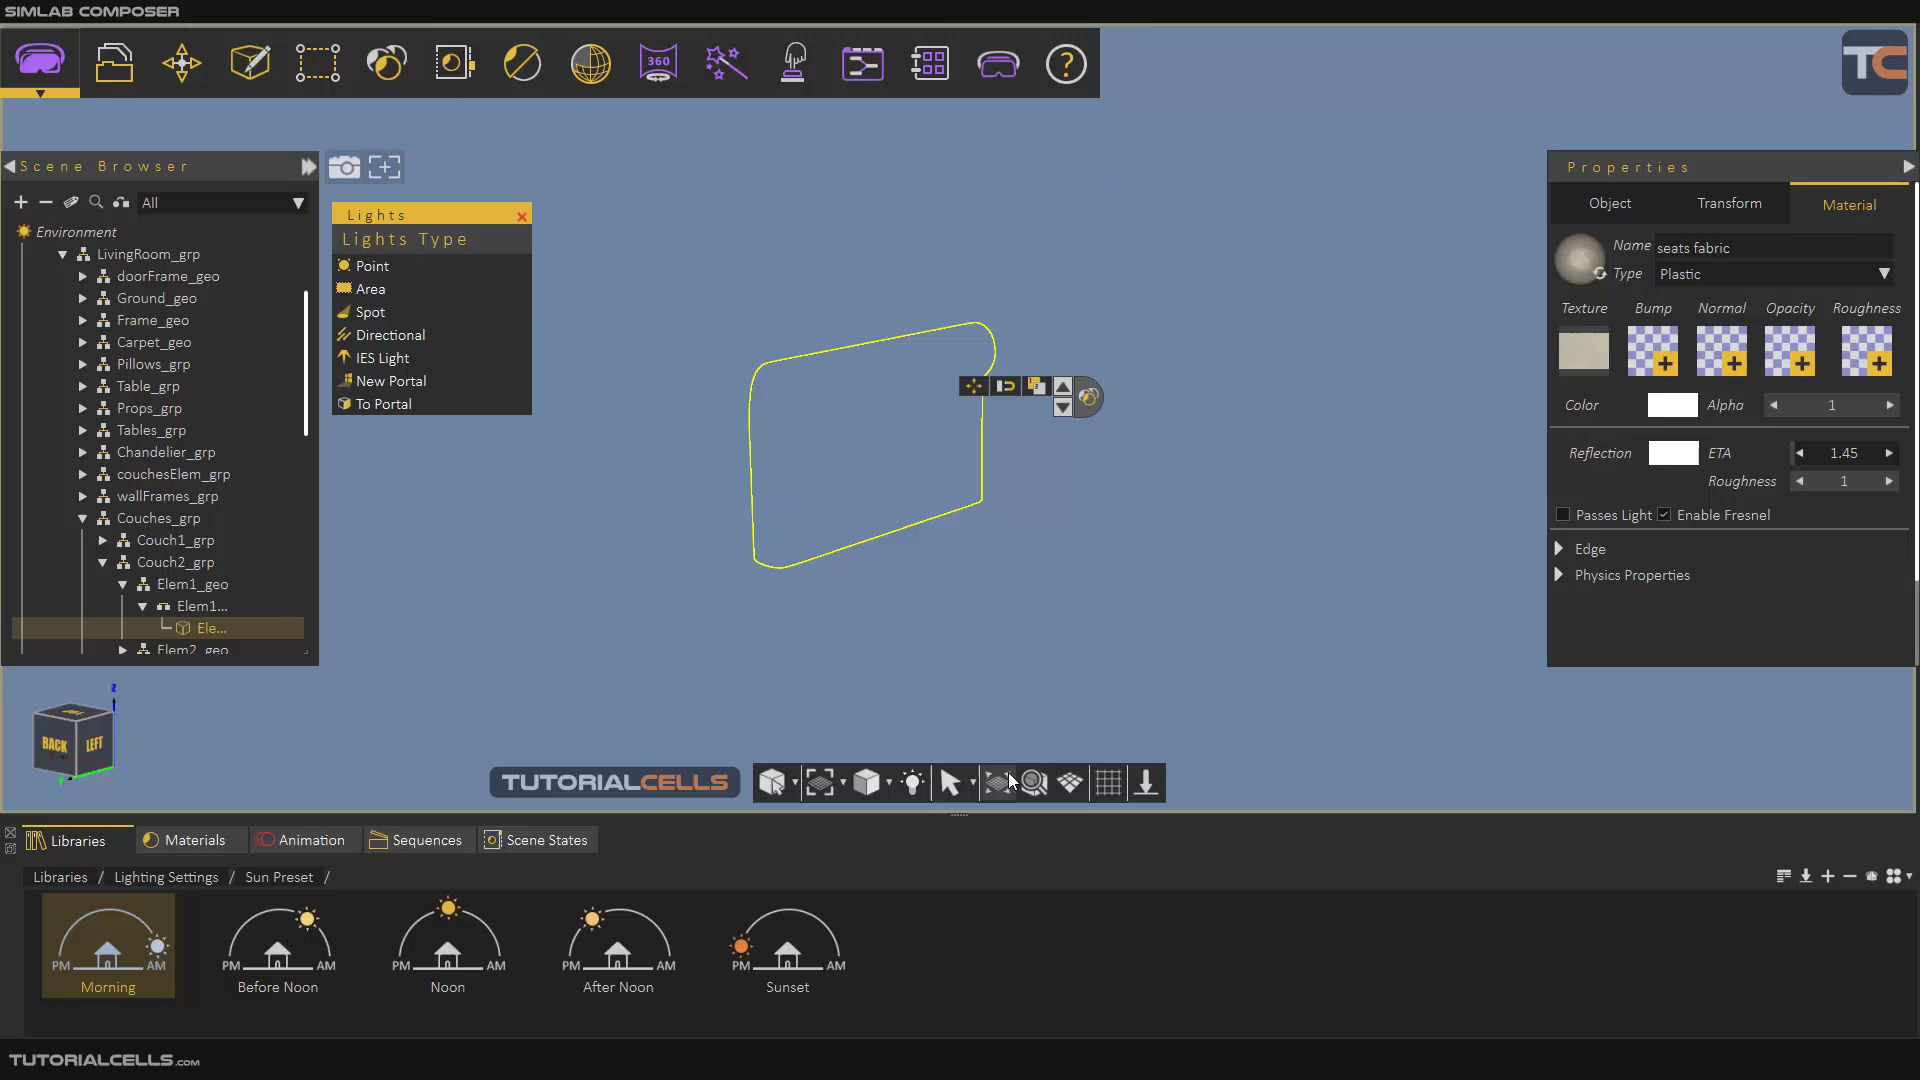 SIMLAB COMPOSER
360
?
TC
Scene Browser
All
Environment
LivingRoom_grp
doorFrame_geo
Ground_geo
Frame_geo
Carpet_geo
Pillows_grp
Table_grp
Props_grp
Tables_grp
Chandelier_grp
couchesElem_grp
wallFrames_grp
Couches_grp
Couch1_grp
Couch2_grp
Elem1_geo
Elem1...
Ele...
Elem2_geo
Lights
Lights Type
Point
Area
Spot
Directional
IES Light
New Portal
To Portal
Properties
Object Transform Material
Name seats fabric
Type Plastic
Texture Bump Normal Opacity Roughness
Color Alpha 1
Reflection ETA 1.45
Roughness 1
Passes Light Enable Fresnel
Edge
Physics Properties
BACK LEFT
TUTORIALCELLS
Libraries Materials Animation Sequences Scene States
Libraries / Lighting Settings / Sun Preset /
PM AM PM AM PM AM PM AM PM AM
Morning Before Noon Noon After Noon Sunset
TUTORIALCELLS.com